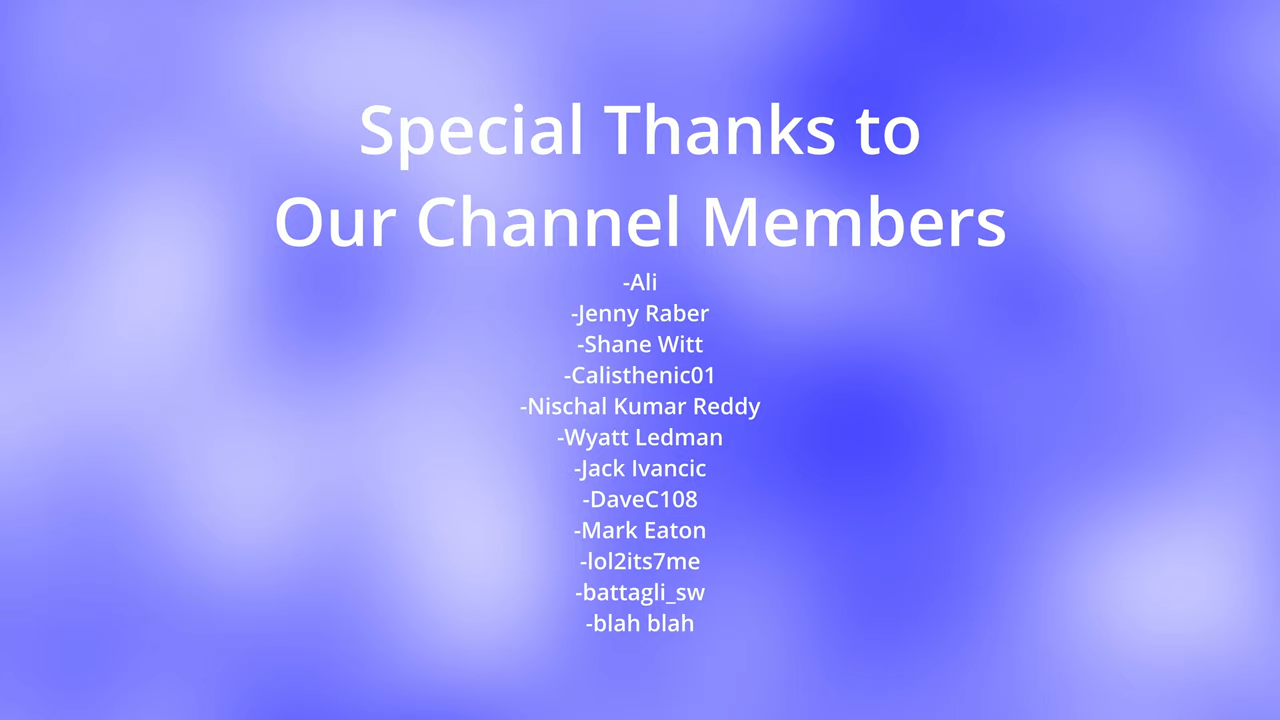 Special Thanks to
Our Channel Members
-Ali
-Jenny Raber
-Shane Witt
-Calisthenic01
-Nischal Kumar Reddy
-Wyatt Ledman
-Jack Ivancic
-DaveC108
-Mark Eaton
-lol2its7me
-battagli_sw
-blah blah